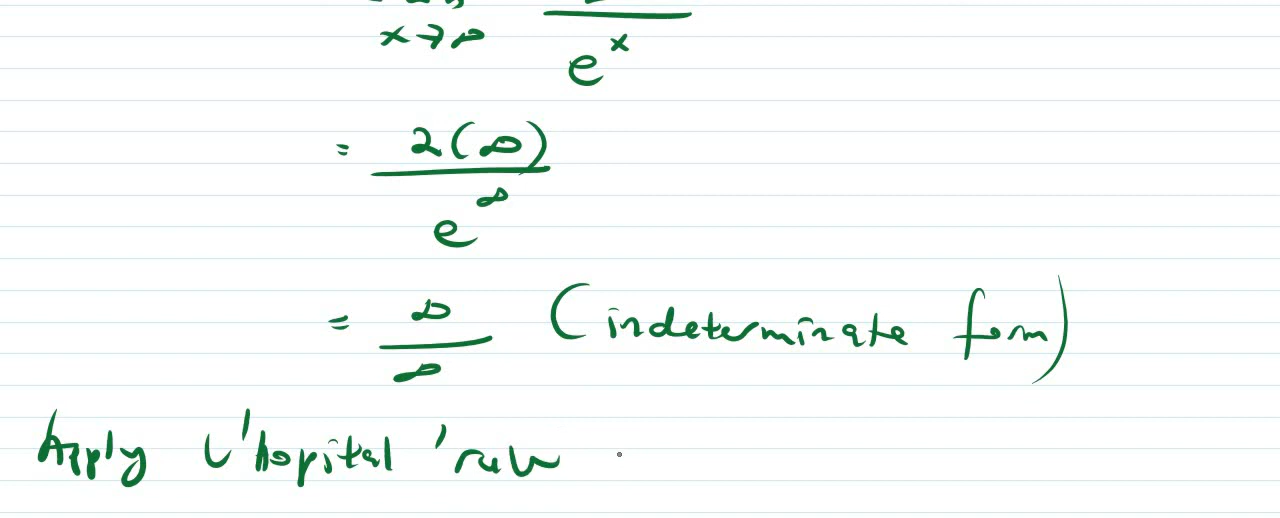 x→∞ e^x
= 2(∞)
e^∞
= ∞ (indeterminate form)
∞
Apply L'hopital 'rule